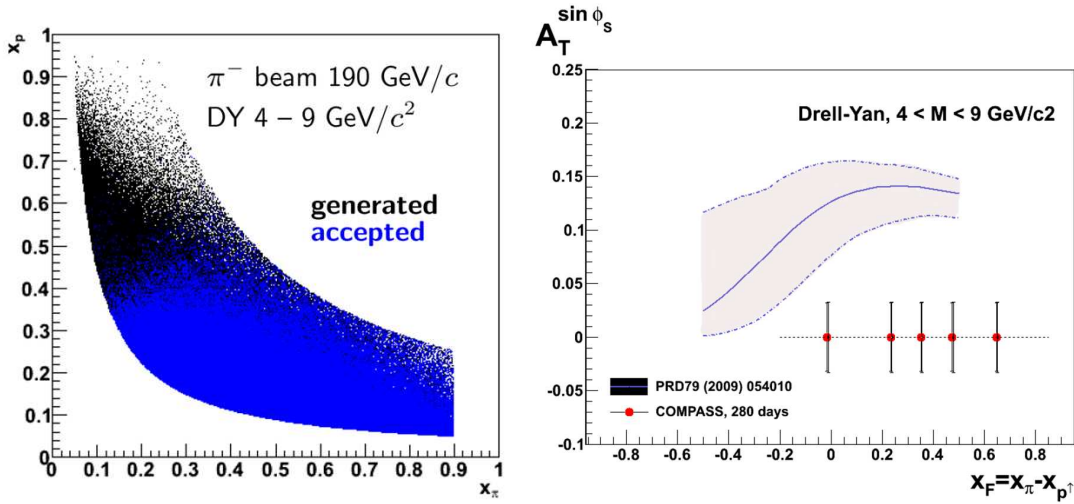 x_p
1
0.9
0.8
0.7
0.6
0.5
0.4
0.3
0.2
0.1
0
π⁻ beam 190 GeV/c
DY 4 – 9 GeV/c²
generated
accepted
0 0.1 0.2 0.3 0.4 0.5 0.6 0.7 0.8 0.9 1
x_π
A_T^{sin ϕ_S}
0.25
0.2
0.15
0.1
0.05
0
-0.05
-0.1
Drell-Yan, 4 < M < 9 GeV/c2
PRD79 (2009) 054010
COMPASS, 280 days
-0.8 -0.6 -0.4 -0.2 0 0.2 0.4 0.6 0.8
x_F=x_π-x_{p↑}